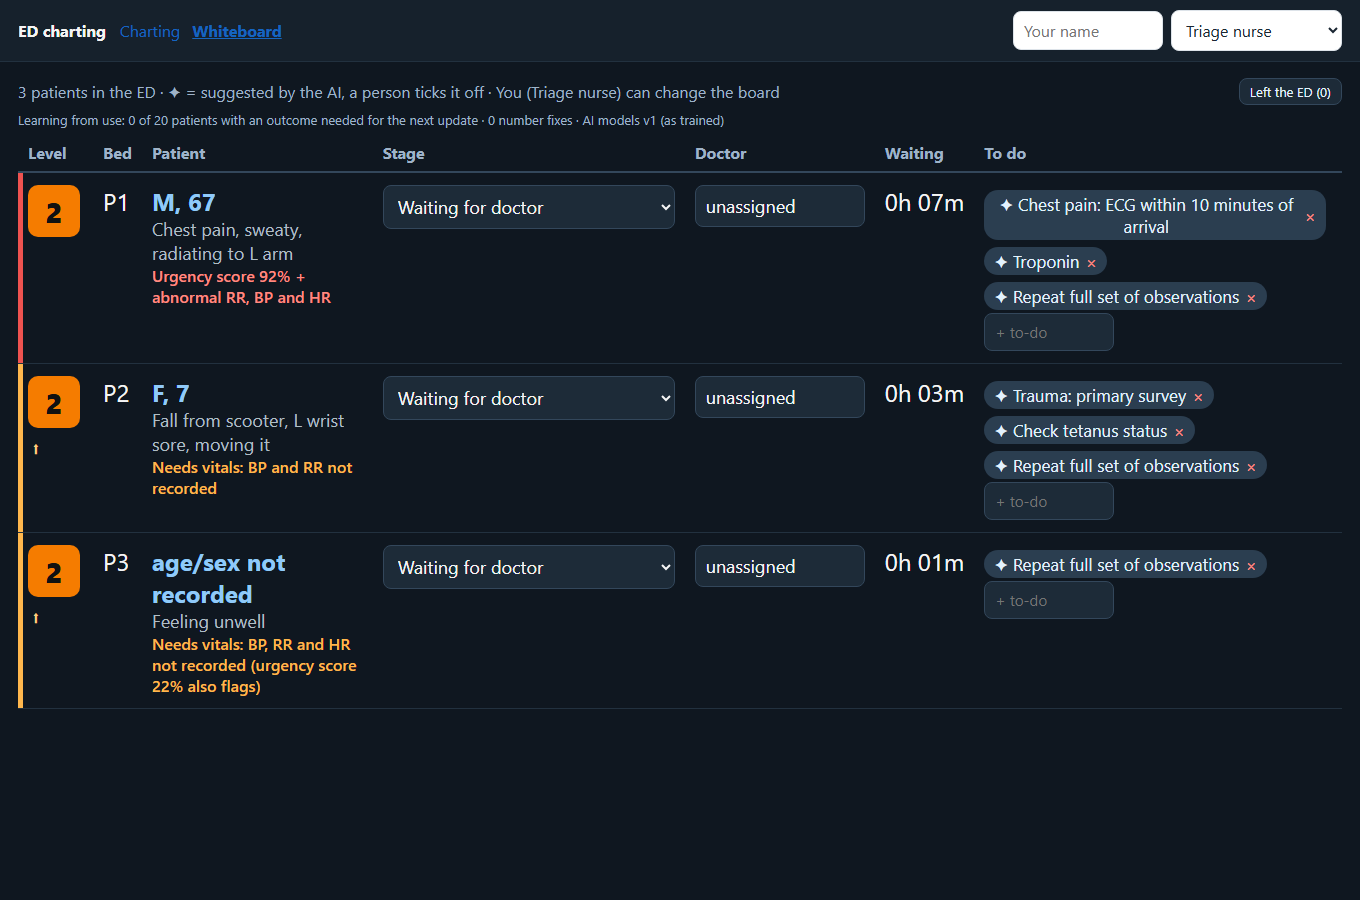 ED charting Charting Whiteboard Your name Triage nurse
3 patients in the ED · ✦ = suggested by the AI, a person ticks it off · You (Triage nurse) can change the board Left the ED (0)
Learning from use: 0 of 20 patients with an outcome needed for the next update · 0 number fixes · AI models v1 (as trained)
Level Bed Patient Stage Doctor Waiting To do
2 P1 M, 67 Waiting for doctor unassigned 0h 07m
Chest pain, sweaty,
radiating to L arm
Urgency score 92% +
abnormal RR, BP and HR
✦ Chest pain: ECG within 10 minutes of
arrival ×
✦ Troponin ×
✦ Repeat full set of observations ×
+ to-do
2 P2 F, 7 Waiting for doctor unassigned 0h 03m
↑
Fall from scooter, L wrist
sore, moving it
Needs vitals: BP and RR not
recorded
✦ Trauma: primary survey ×
✦ Check tetanus status ×
✦ Repeat full set of observations ×
+ to-do
2 P3 age/sex not Waiting for doctor unassigned 0h 01m
recorded
↑
Feeling unwell
Needs vitals: BP, RR and HR
not recorded (urgency score
22% also flags)
✦ Repeat full set of observations ×
+ to-do